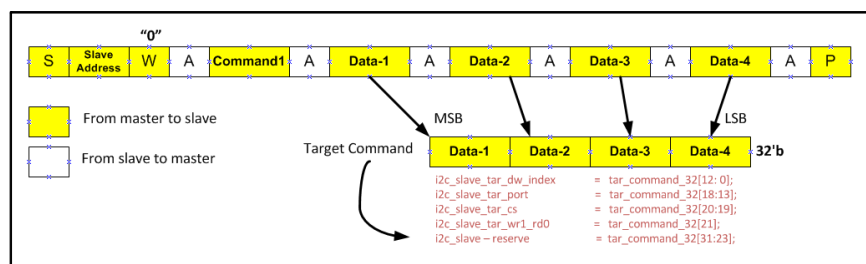 “0”
S Slave Address W A Command1 A Data-1 A Data-2 A Data-3 A Data-4 A P
From master to slave
MSB
LSB
From slave to master
Target Command
Data-1 Data-2 Data-3 Data-4 32'b
i2c_slave_tar_dw_index = tar_command_32[12: 0];
i2c_slave_tar_port = tar_command_32[18:13];
i2c_slave_tar_cs = tar_command_32[20:19];
i2c_slave_tar_wr1_rd0 = tar_command_32[21];
i2c_slave – reserve = tar_command_32[31:23];